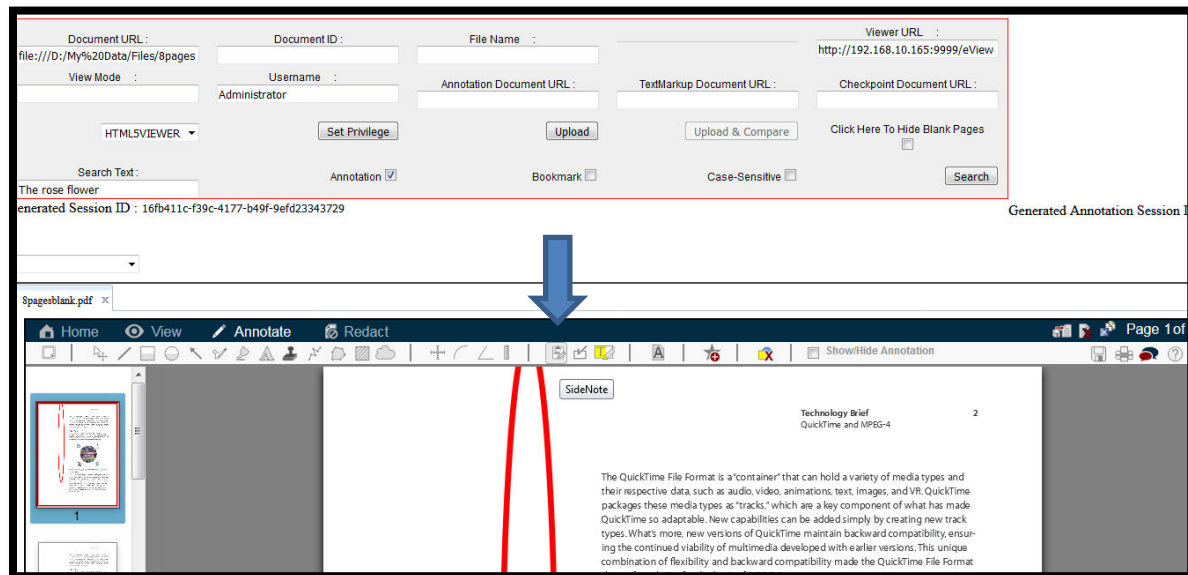 Document URL :
Document ID :
File Name :
Viewer URL :
file:///D:/My%20Data/Files/8pages
http://192.168.10.165:9999/eView
View Mode :
Username :
Annotation Document URL :
TextMarkup Document URL :
Checkpoint Document URL :
Administrator
HTML5VIEWER
Set Privilege
Upload
Upload & Compare
Click Here To Hide Blank Pages
Search Text :
Annotation
Bookmark
Case-Sensitive
Search
The rose flower
enerated Session ID : 16fb411c-f39c-4177-b49f-9efd23343729
Generated Annotation Session I
8pagesblank.pdf x
Home
View
Annotate
Redact
Page 1of
Show/Hide Annotation
SideNote
Technology Brief 2
QuickTime and MPEG-4
The QuickTime File Format is a "container" that can hold a variety of media types and
their respective data, such as audio, video, animations, text, images, and VR. QuickTime
packages these media types as "tracks," which are a key component of what has made
QuickTime so adaptable. New capabilities can be added simply by creating new track
types. What's more, new versions of QuickTime maintain backward compatibility, ensur-
ing the continued viability of multimedia developed with earlier versions. This unique
combination of flexibility and backward compatibility made the QuickTime File Format
1